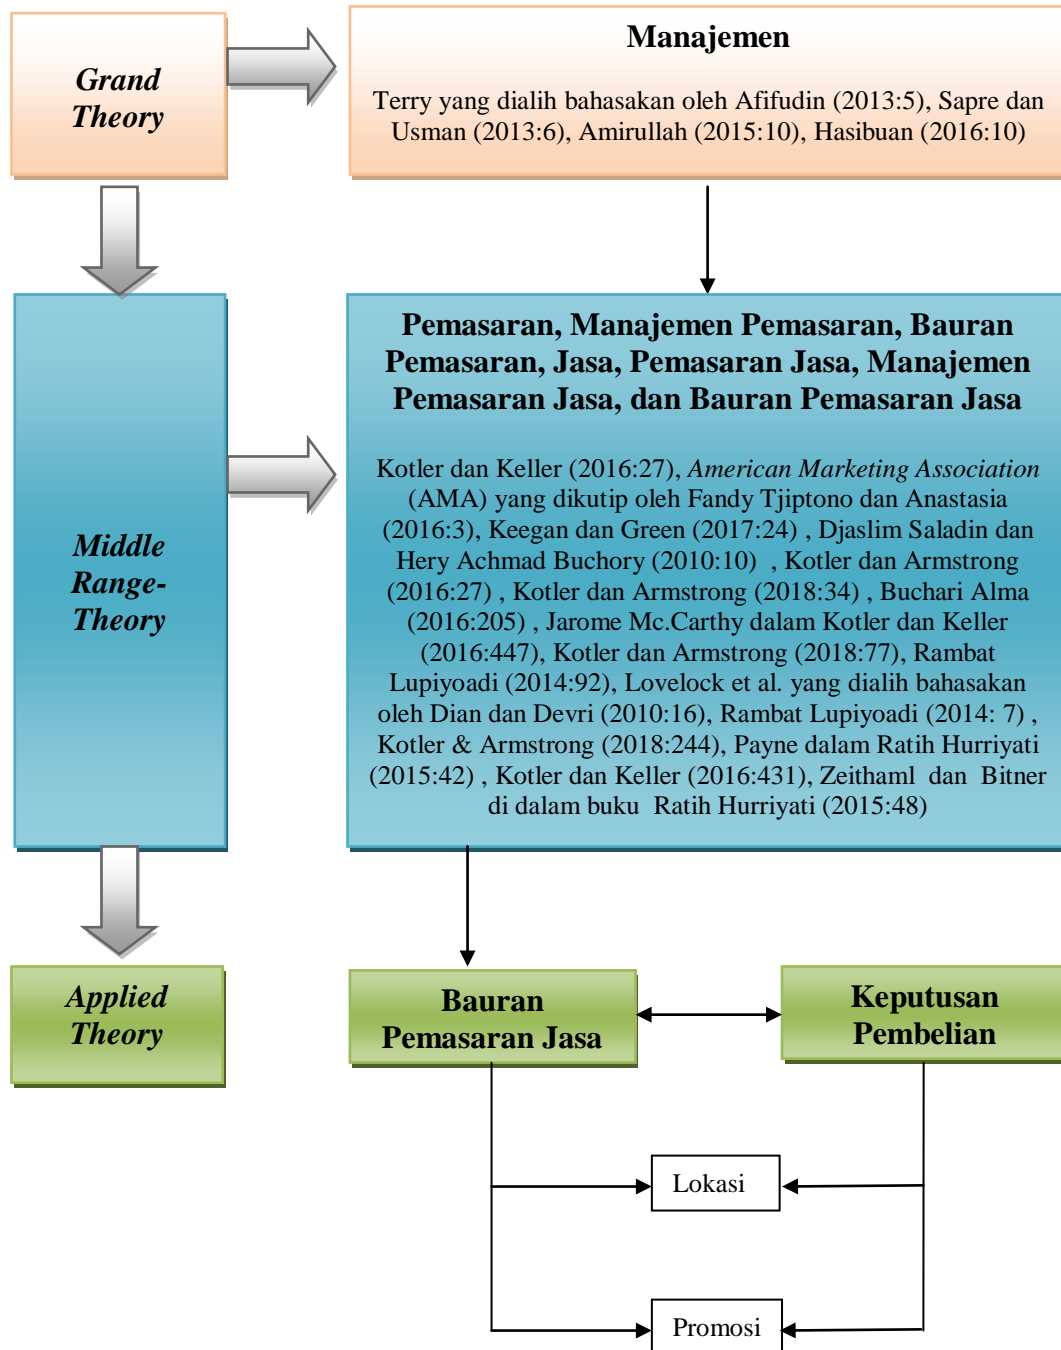 Grand
Theory
Manajemen
Terry yang dialih bahasakan oleh Afifudin (2013:5), Sapre dan
Usman (2013:6), Amirullah (2015:10), Hasibuan (2016:10)
Middle
Range-
Theory
Pemasaran, Manajemen Pemasaran, Bauran
Pemasaran, Jasa, Pemasaran Jasa, Manajemen
Pemasaran Jasa, dan Bauran Pemasaran Jasa
Kotler dan Keller (2016:27), American Marketing Association
(AMA) yang dikutip oleh Fandy Tjiptono dan Anastasia
(2016:3), Keegan dan Green (2017:24) , Djaslim Saladin dan
Hery Achmad Buchory (2010:10) , Kotler dan Armstrong
(2016:27) , Kotler dan Armstrong (2018:34) , Buchari Alma
(2016:205) , Jarome Mc.Carthy dalam Kotler dan Keller
(2016:447), Kotler dan Armstrong (2018:77), Rambat
Lupiyoadi (2014:92), Lovelock et al. yang dialih bahasakan
oleh Dian dan Devri (2010:16), Rambat Lupiyoadi (2014: 7) ,
Kotler & Armstrong (2018:244), Payne dalam Ratih Hurriyati
(2015:42) , Kotler dan Keller (2016:431), Zeithaml dan Bitner
di dalam buku Ratih Hurriyati (2015:48)
Applied
Theory
Bauran
Pemasaran Jasa
Keputusan
Pembelian
Lokasi
Promosi